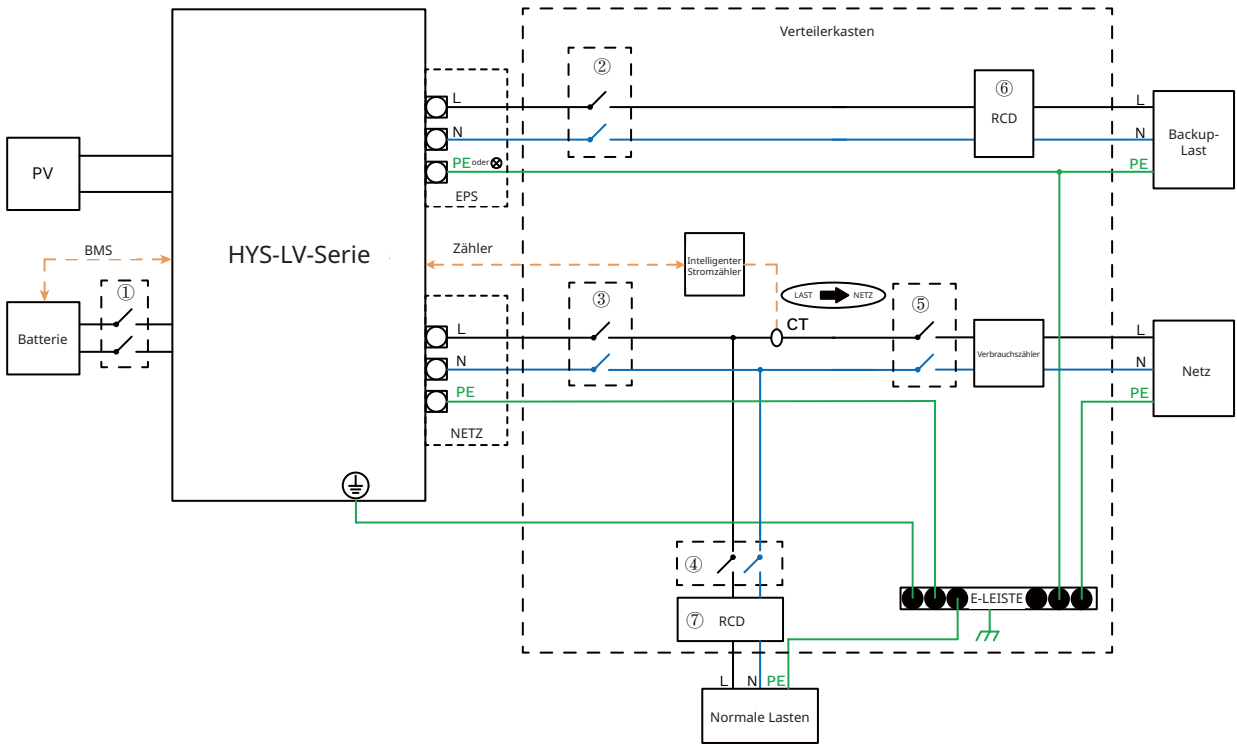 Verteilerkasten
②
⑥
RCD
L
N
PE oder ⊗
EPS
L
N
PE
Backup-
Last
PV
HYS-LV-Serie
BMS
Zähler
Intelligenter
Stromzähler
①
Batterie
③
LAST NETZ
CT
⑤
Verbrauchszähler
L
N
PE
NETZ
L
N
PE
Netz
④
⑦ RCD
E-LEISTE
L N PE
Normale Lasten